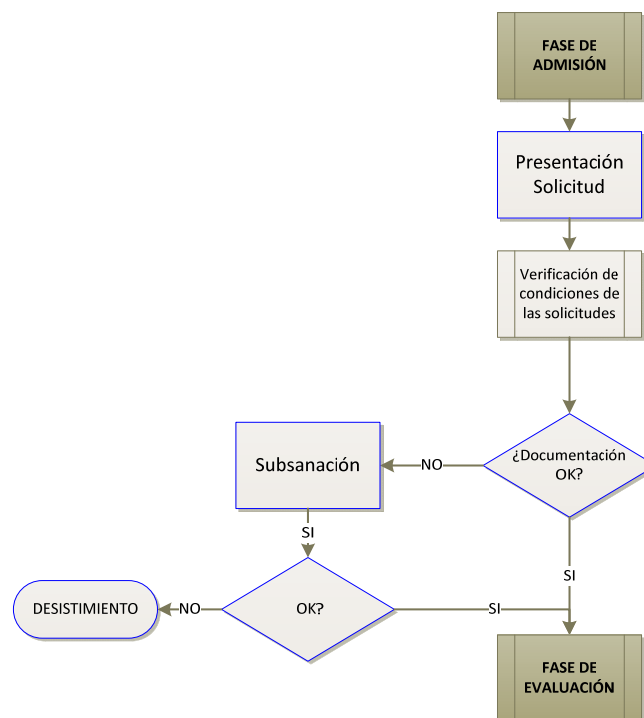 FASE DE
ADMISIÓN
Presentación
Solicitud
Verificación de
condiciones de
las solicitudes
¿Documentación
OK?
NO
Subsanación
SI
SI
OK?
NO
DESISTIMIENTO
SI
FASE DE
EVALUACIÓN